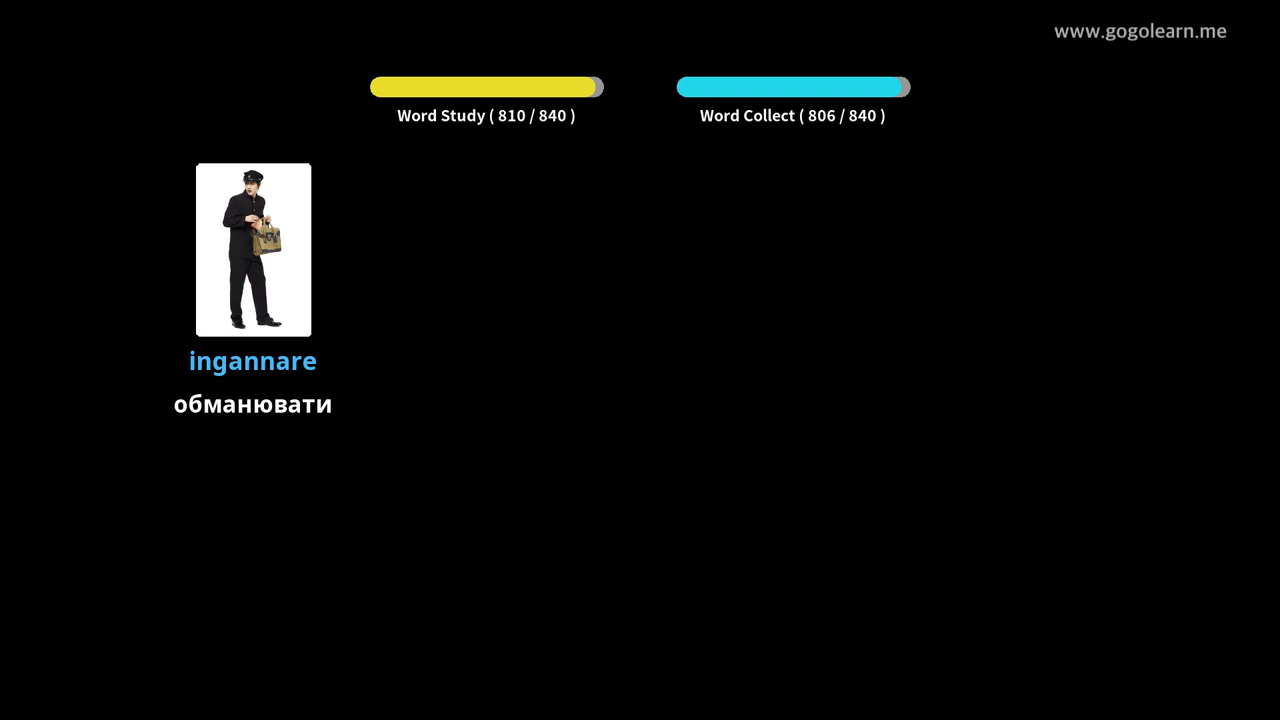 www.gogolearn.me
Word Study ( 810 / 840 )
Word Collect ( 806 / 840 )
ingannare
обманювати